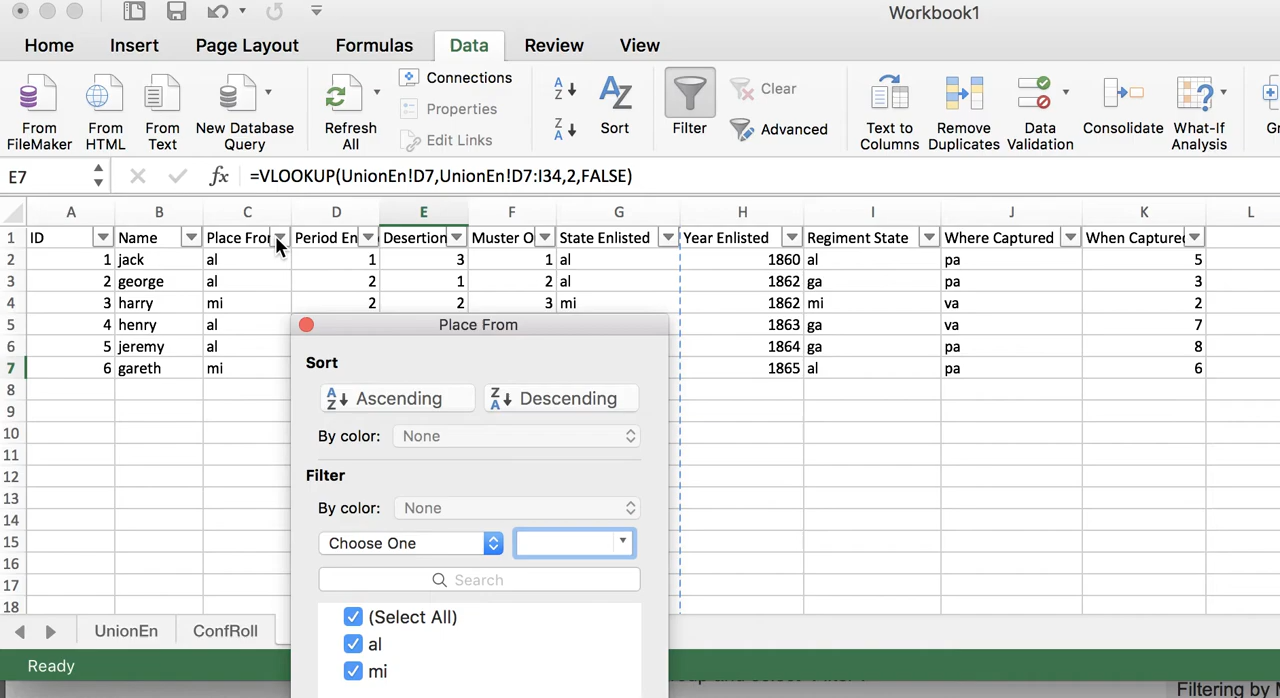 Workbook1
Home Insert Page Layout Formulas Data Review View
From FileMaker
From HTML
From Text
New Database Query
Refresh All
Connections
Properties
Edit Links
A Z
Z A
A Z
Sort
Filter
Clear
Advanced
Text to Columns
Remove Duplicates
Data Validation
Consolidate
What-If Analysis
E7 fx =VLOOKUP(UnionEn!D7,UnionEn!D7:I34,2,FALSE)
A B C D E F G H I J K L
1 ID Name Place From Period En Desertion Muster O State Enlisted Year Enlisted Regiment State Where Captured When Capture
2 1 jack al 1 3 1 al 1860 al pa 5
3 2 george al 2 1 2 al 1862 ga pa 3
4 3 harry mi 2 2 3 mi 1862 mi va 2
5 4 henry al 1863 ga va 7
6 5 jeremy al 1864 ga pa 8
7 6 gareth mi 1865 al pa 6
8
9
10
11
12
13
14
15
16
17
18
Place From
Sort
A Z Ascending Z A Descending
By color: None
Filter
By color: None
Choose One
Search
(Select All)
al
mi
UnionEn ConfRoll
Ready
Filtering by